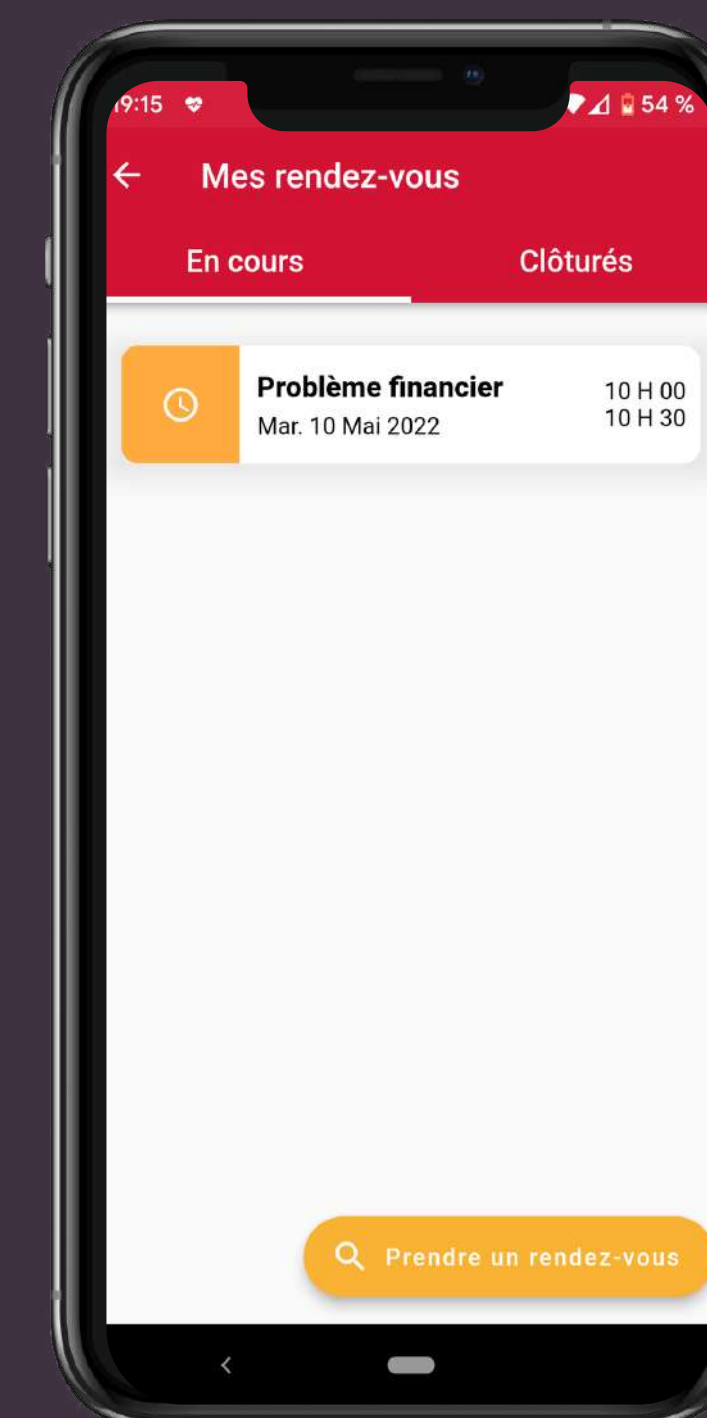 19:15 54 %
Mes rendez-vous
En cours Clôturés
Problème financier 10 H 00
Mar. 10 Mai 2022 10 H 30
Prendre un rendez-vous